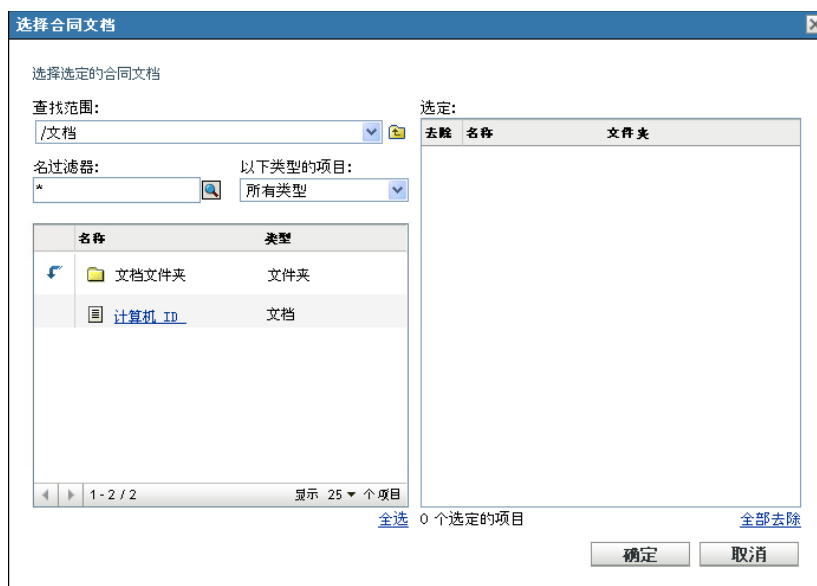 选择合同文档
选择选定的合同文档
查找范围:
/文档
名过滤器:
以下类型的项目:
*
所有类型
名称 类型
文档文件夹 文件夹
计算机 ID 文档
1-2 / 2 显示 25 个项目
全选
选定:
去除 名称 文件夹
0 个选定的项目 全部去除
确定 取消